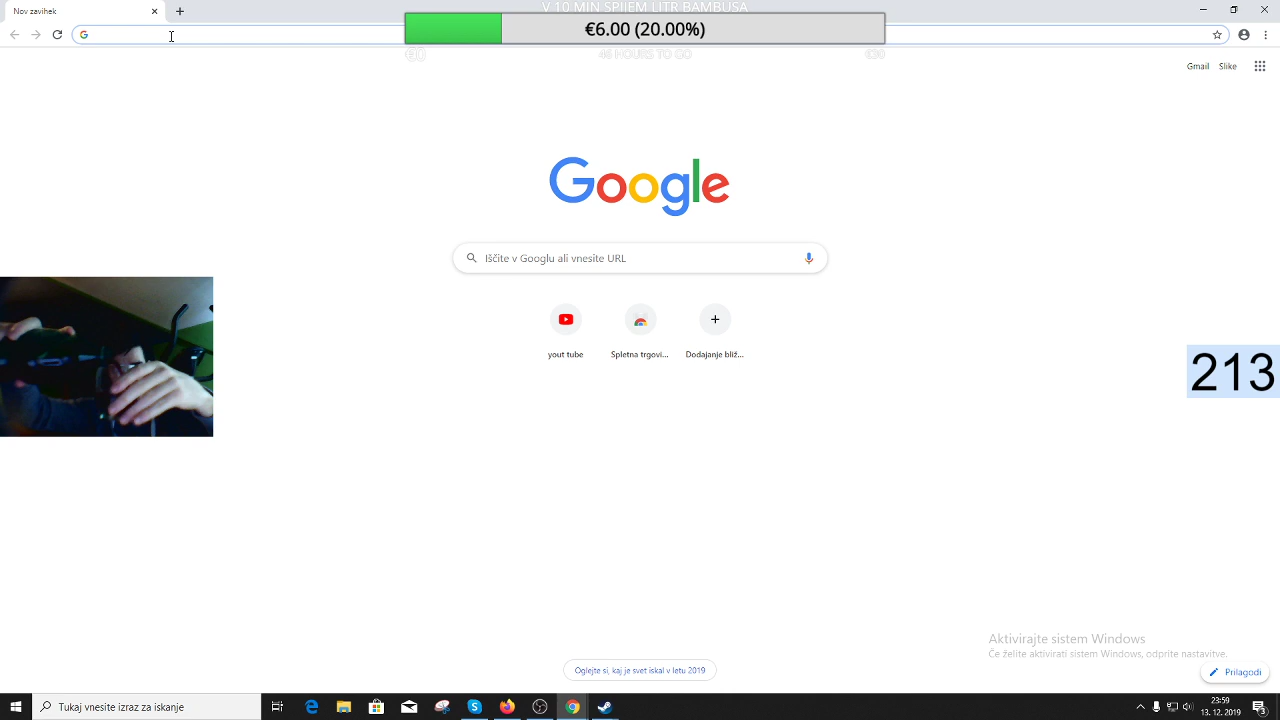 V 10 MIN SPIJEM LITR BAMBUSA
Nov zavihek
€6.00 (20.00%)
€0
46 HOURS TO GO
€30
Gmail
Slike
Google
Iščite v Googlu ali vnesite URL
yout tube
Spletna trgovi...
Dodajanje bliž...
213
Aktivirajte sistem Windows
Če želite aktivirati sistem Windows, odprite nastavitve.
Oglejte si, kaj je svet iskal v letu 2019
Prilagodi
Tukaj vnesite izraz za iskanje
23:59
13. 12. 2019